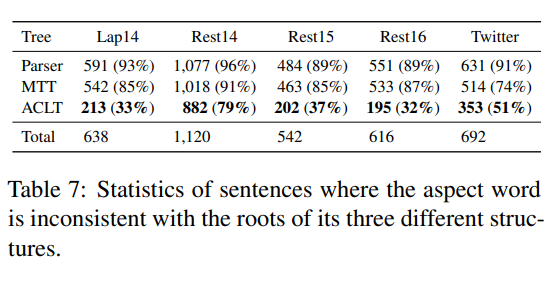 Tree Lap14 Rest14 Rest15 Rest16 Twitter
Parser 591 (93%) 1,077 (96%) 484 (89%) 551 (89%) 631 (91%)
MTT 542 (85%) 1,018 (91%) 463 (85%) 533 (87%) 514 (74%)
ACLT 213 (33%) 882 (79%) 202 (37%) 195 (32%) 353 (51%)
Total 638 1,120 542 616 692
Table 7: Statistics of sentences where the aspect word
is inconsistent with the roots of its three different struc-
tures.